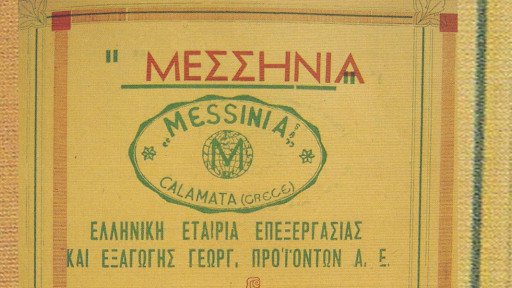 " ΜΕΣΣΗΝΙΑ "
"MESSINIA"
M
CALAMATA (GRECE)
ΕΛΛΗΝΙΚΗ ΕΤΑΙΡΙΑ ΕΠΕΞΕΡΓΑΣΙΑΣ
ΚΑΙ ΕΞΑΓΩΓΗΣ ΓΕΩΡΓ. ΠΡΟΪΟΝΤΩΝ Α. Ε.